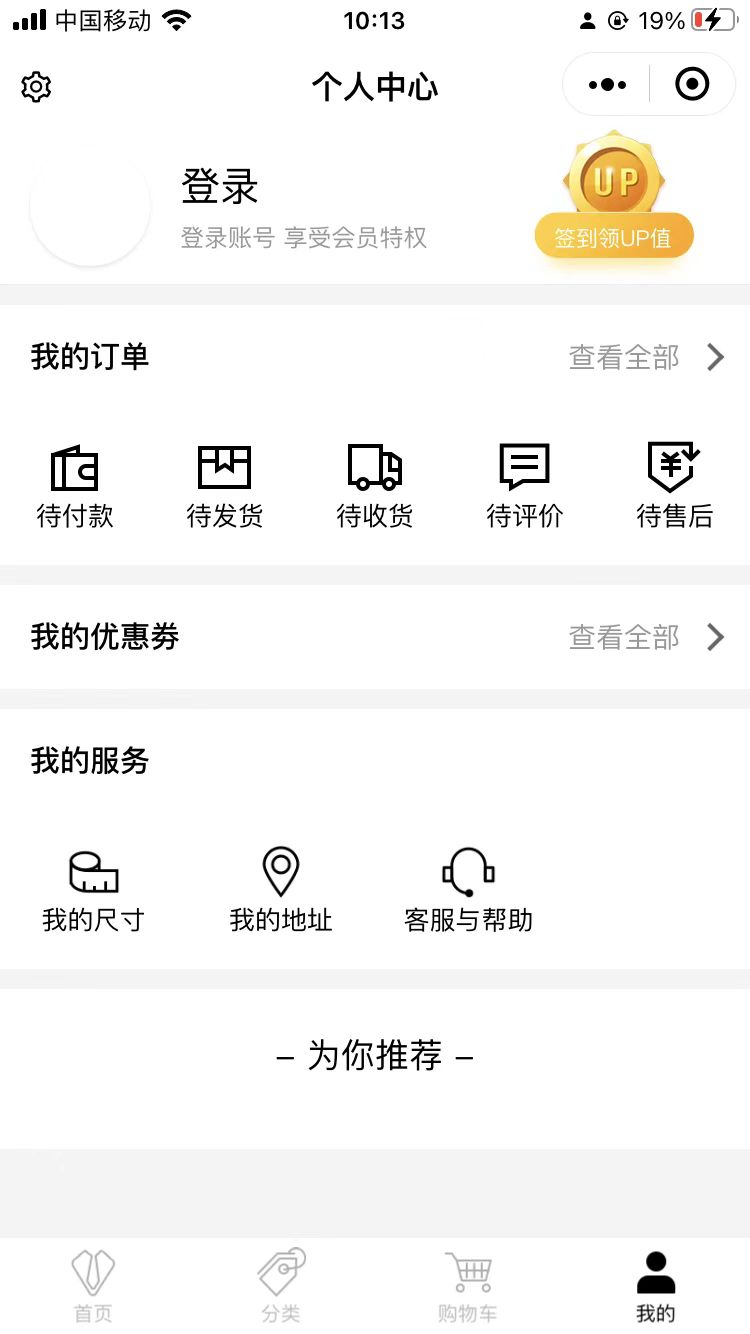 中国移动 10:13 19%
个人中心
登录
登录账号 享受会员特权
UP
签到领UP值
我的订单 查看全部
待付款 待发货 待收货 待评价 待售后
我的优惠券 查看全部
我的服务
我的尺寸 我的地址 客服与帮助
– 为你推荐 –
首页 分类 购物车 我的